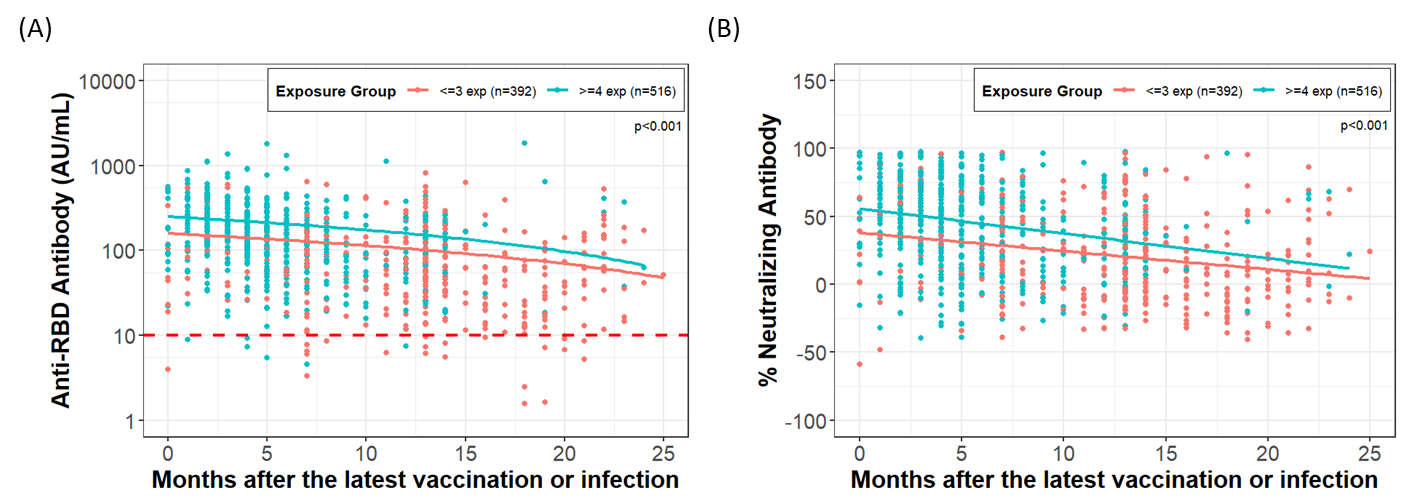 (A)
Exposure Group <=3 exp (n=392) >=4 exp (n=516)
p<0.001
10000
1000
100
10
1
Anti-RBD Antibody (AU/mL)
0 5 10 15 20 25
Months after the latest vaccination or infection
(B)
Exposure Group <=3 exp (n=392) >=4 exp (n=516)
p<0.001
150
100
50
0
-50
-100
% Neutralizing Antibody
0 5 10 15 20 25
Months after the latest vaccination or infection